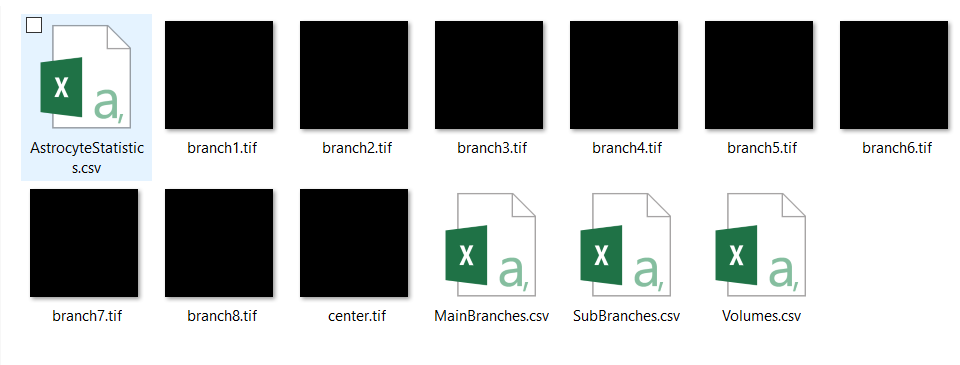 X a,
AstrocyteStatistic
s.csv
branch1.tif
branch2.tif
branch3.tif
branch4.tif
branch5.tif
branch6.tif
branch7.tif
branch8.tif
center.tif
X a,
MainBranches.csv
X a,
SubBranches.csv
X a,
Volumes.csv